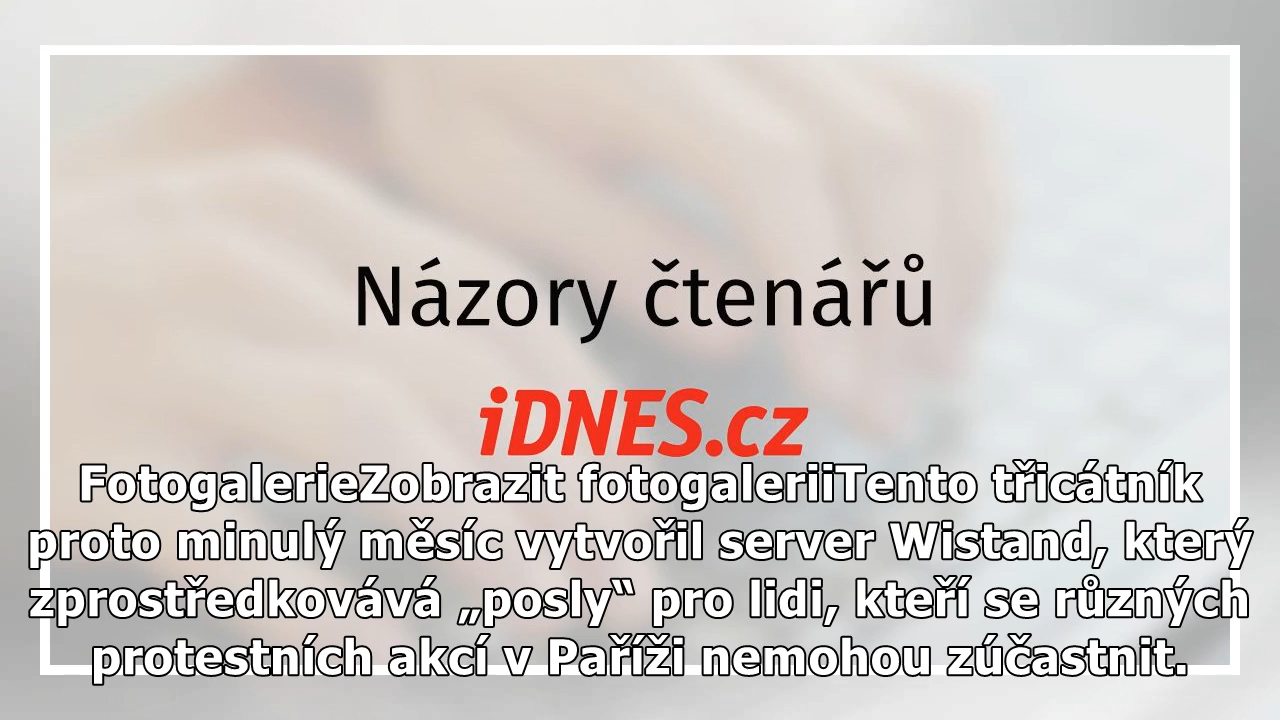 Názory čtenářů
iDNES.cz
FotogalerieZobrazit fotogaleriiTento třicátník
proto minulý měsíc vytvořil server Wistand, který
zprostředkovává „posly“ pro lidi, kteří se různých
protestních akcí v Paříži nemohou zúčastnit.